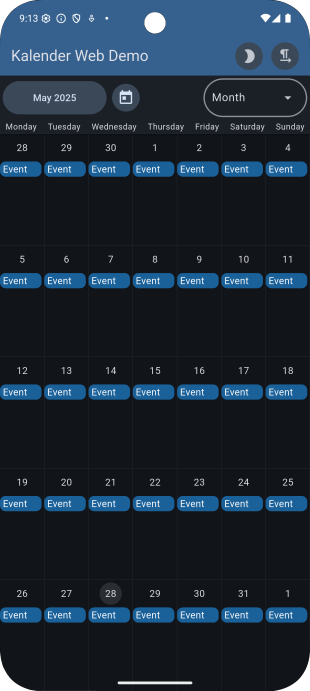 9:13
Kalender Web Demo
May 2025
Month
Monday Tuesday Wednesday Thursday Friday Saturday Sunday
28 29 30 1 2 3 4
Event Event Event Event Event Event Event
5 6 7 8 9 10 11
Event Event Event Event Event Event Event
12 13 14 15 16 17 18
Event Event Event Event Event Event Event
19 20 21 22 23 24 25
Event Event Event Event Event Event Event
26 27 28 29 30 31 1
Event Event Event Event Event Event Event